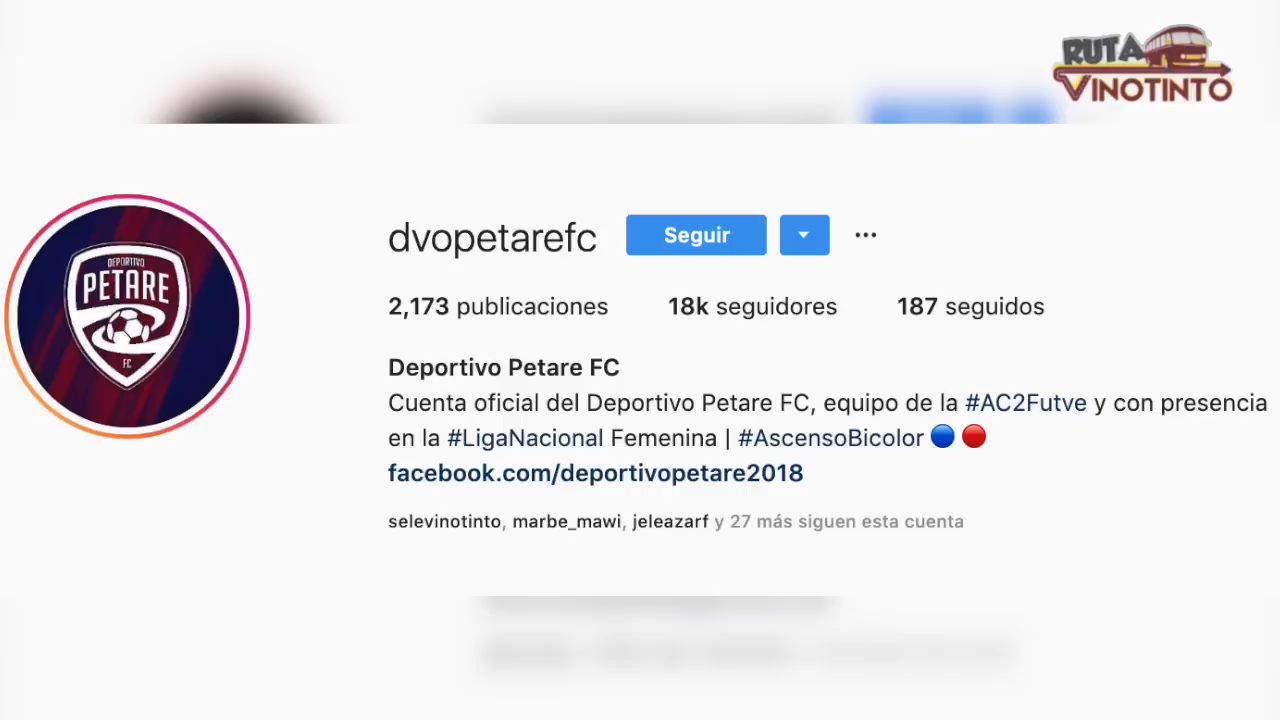 RUTA
VINOTINTO
DEPORTIVO
PETARE
FC
dvopetarefc Seguir ...
2,173 publicaciones 18k seguidores 187 seguidos
Deportivo Petare FC
Cuenta oficial del Deportivo Petare FC, equipo de la #AC2Futve y con presencia
en la #LigaNacional Femenina | #AscensoBicolor 🔵 🔴
facebook.com/deportivopetare2018
selevinotinto, marbe_mawi, jeleazarf y 27 más siguen esta cuenta